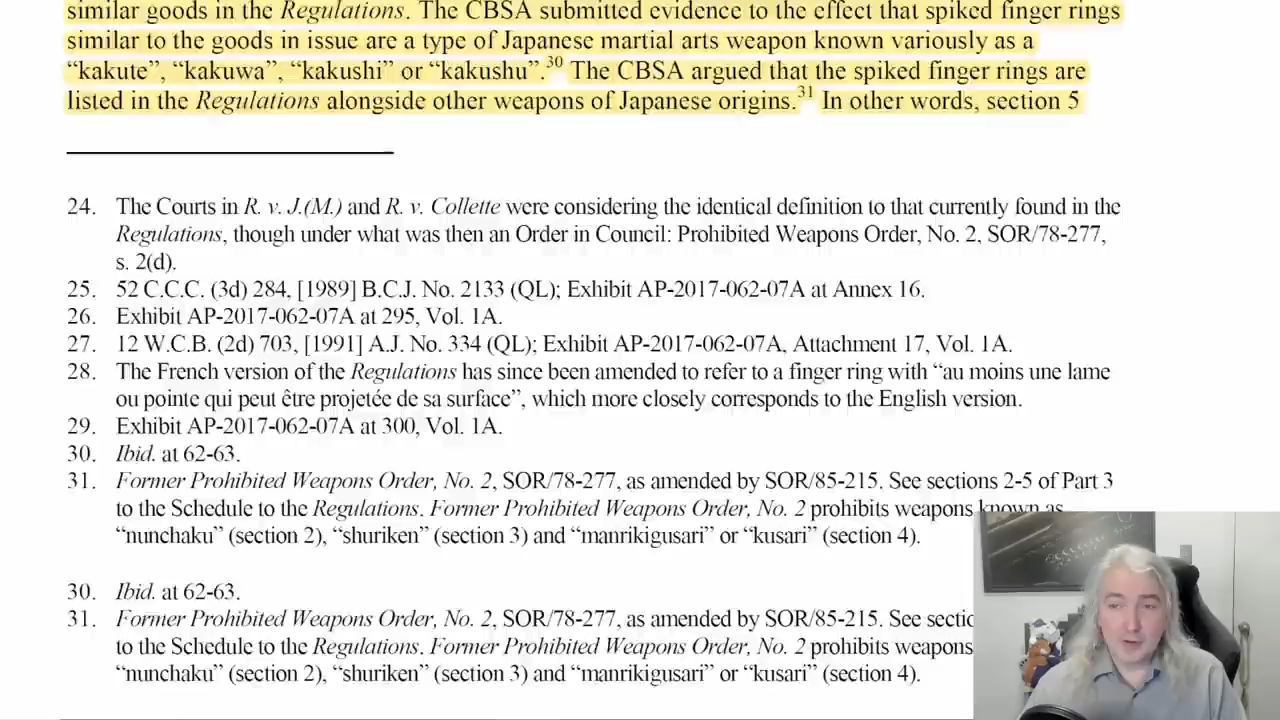 similar goods in the Regulations. The CBSA submitted evidence to the effect that spiked finger rings
similar to the goods in issue are a type of Japanese martial arts weapon known variously as a
“kakute”, “kakuwa”, “kakushi” or “kakushu”.30 The CBSA argued that the spiked finger rings are
listed in the Regulations alongside other weapons of Japanese origins.31 In other words, section 5
24. The Courts in R. v. J.(M.) and R. v. Collette were considering the identical definition to that currently found in the
Regulations, though under what was then an Order in Council: Prohibited Weapons Order, No. 2, SOR/78-277,
s. 2(d).
25. 52 C.C.C. (3d) 284, [1989] B.C.J. No. 2133 (QL); Exhibit AP-2017-062-07A at Annex 16.
26. Exhibit AP-2017-062-07A at 295, Vol. 1A.
27. 12 W.C.B. (2d) 703, [1991] A.J. No. 334 (QL); Exhibit AP-2017-062-07A, Attachment 17, Vol. 1A.
28. The French version of the Regulations has since been amended to refer to a finger ring with “au moins une lame
ou pointe qui peut être projetée de sa surface”, which more closely corresponds to the English version.
29. Exhibit AP-2017-062-07A at 300, Vol. 1A.
30. Ibid. at 62-63.
31. Former Prohibited Weapons Order, No. 2, SOR/78-277, as amended by SOR/85-215. See sections 2-5 of Part 3
to the Schedule to the Regulations. Former Prohibited Weapons Order, No. 2 prohibits weapons known as
“nunchaku” (section 2), “shuriken” (section 3) and “manrikigusari” or “kusari” (section 4).
30. Ibid. at 62-63.
31. Former Prohibited Weapons Order, No. 2, SOR/78-277, as amended by SOR/85-215. See
to the Schedule to the Regulations. Former Prohibited Weapons Order, No. 2 prohibits weapons
“nunchaku” (section 2), “shuriken” (section 3) and “manrikigusari” or “kusari” (section 4).